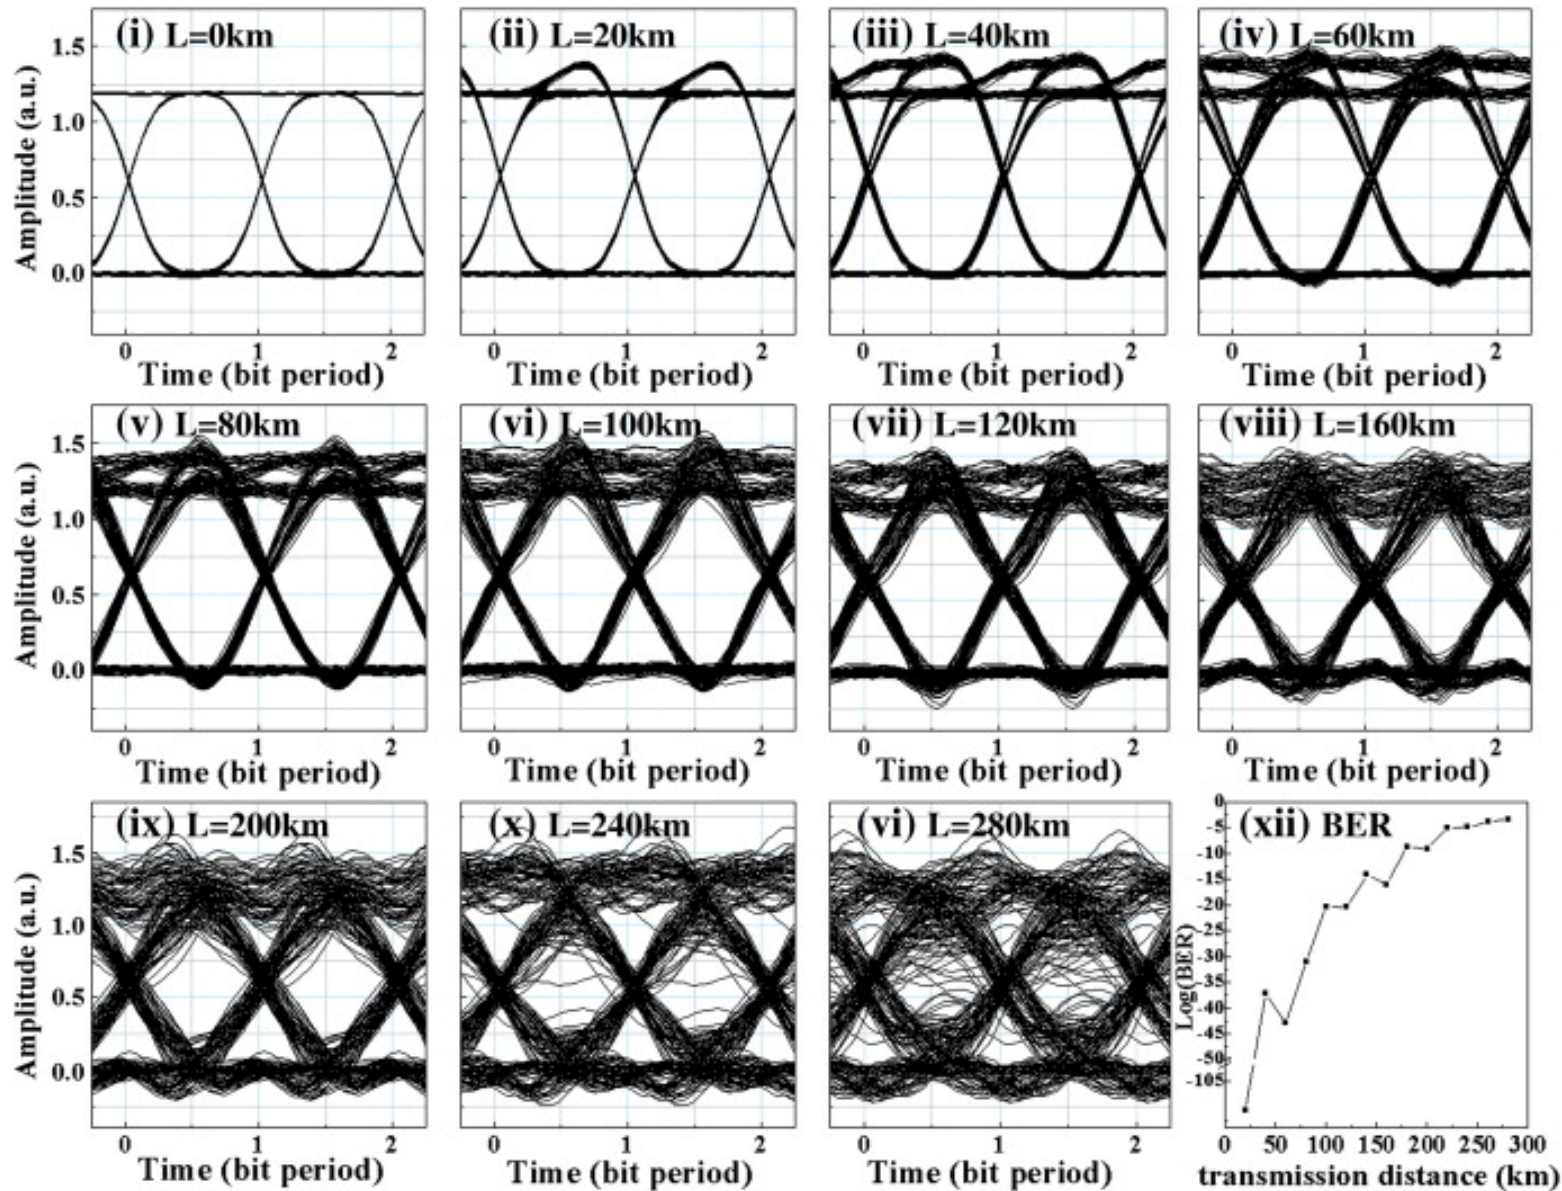 (i) L=0km
(ii) L=20km
(iii) L=40km
(iv) L=60km
Amplitude (a.u.)
1.5
1.0
0.5
0.0
0 1 2
0 1 2
0 1 2
0 1 2
Time (bit period)
Time (bit period)
Time (bit period)
Time (bit period)
(v) L=80km
(vi) L=100km
(vii) L=120km
(viii) L=160km
Amplitude (a.u.)
1.5
1.0
0.5
0.0
0 1 2
0 1 2
0 1 2
0 1 2
Time (bit period)
Time (bit period)
Time (bit period)
Time (bit period)
(ix) L=200km
(x) L=240km
(vi) L=280km
(xii) BER
Amplitude (a.u.)
1.5
1.0
0.5
0.0
0 1 2
0 1 2
0 1 2
Time (bit period)
Time (bit period)
Time (bit period)
Log(BER)
0
-5
-10
-15
-20
-30
-35
-40
-45
-50
-105
0 50 100 150 200 250 300
transmission distance (km)